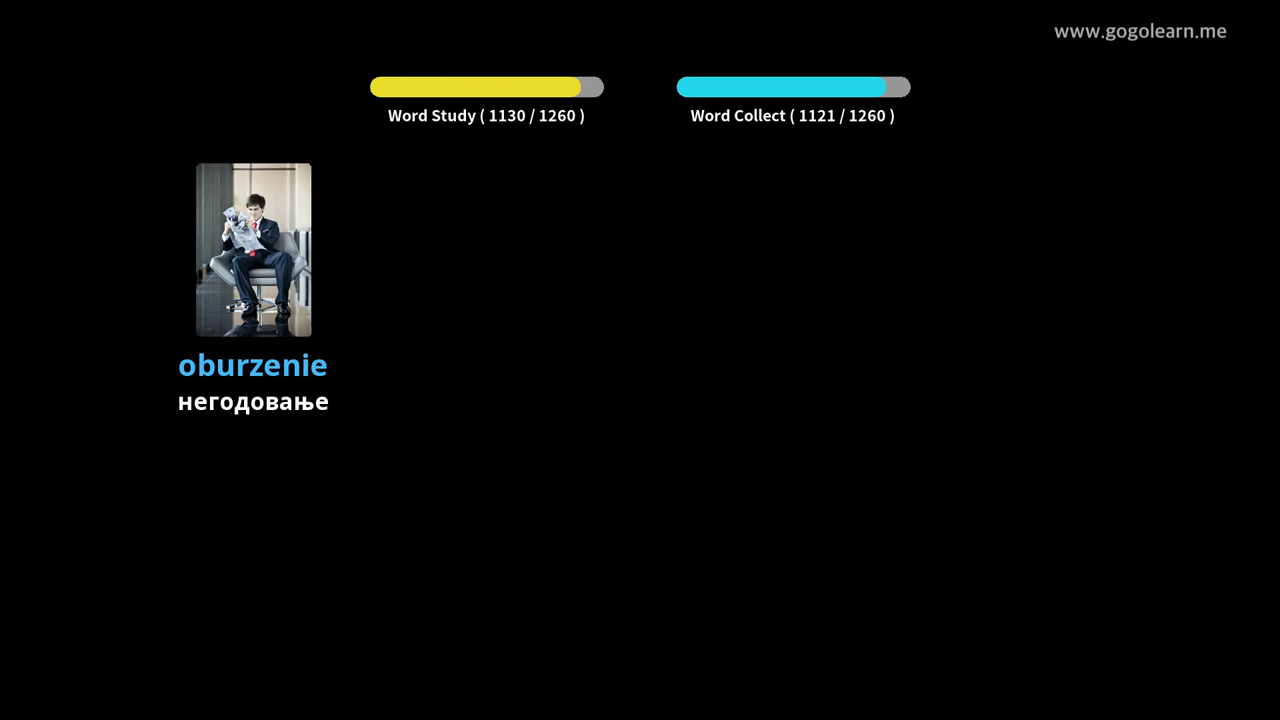 www.gogolearn.me
Word Study ( 1130 / 1260 )
Word Collect ( 1121 / 1260 )
oburzenie
негодовање